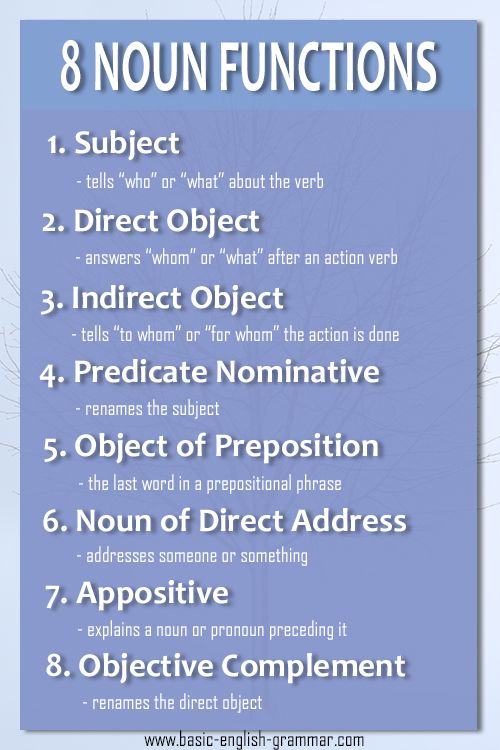 8 NOUN FUNCTIONS
1. Subject
- tells “who” or “what” about the verb
2. Direct Object
- answers “whom” or “what” after an action verb
3. Indirect Object
- tells “to whom” or “for whom” the action is done
4. Predicate Nominative
- renames the subject
5. Object of Preposition
- the last word in a prepositional phrase
6. Noun of Direct Address
- addresses someone or something
7. Appositive
- explains a noun or pronoun preceding it
8. Objective Complement
- renames the direct object
www.basic-english-grammar.com